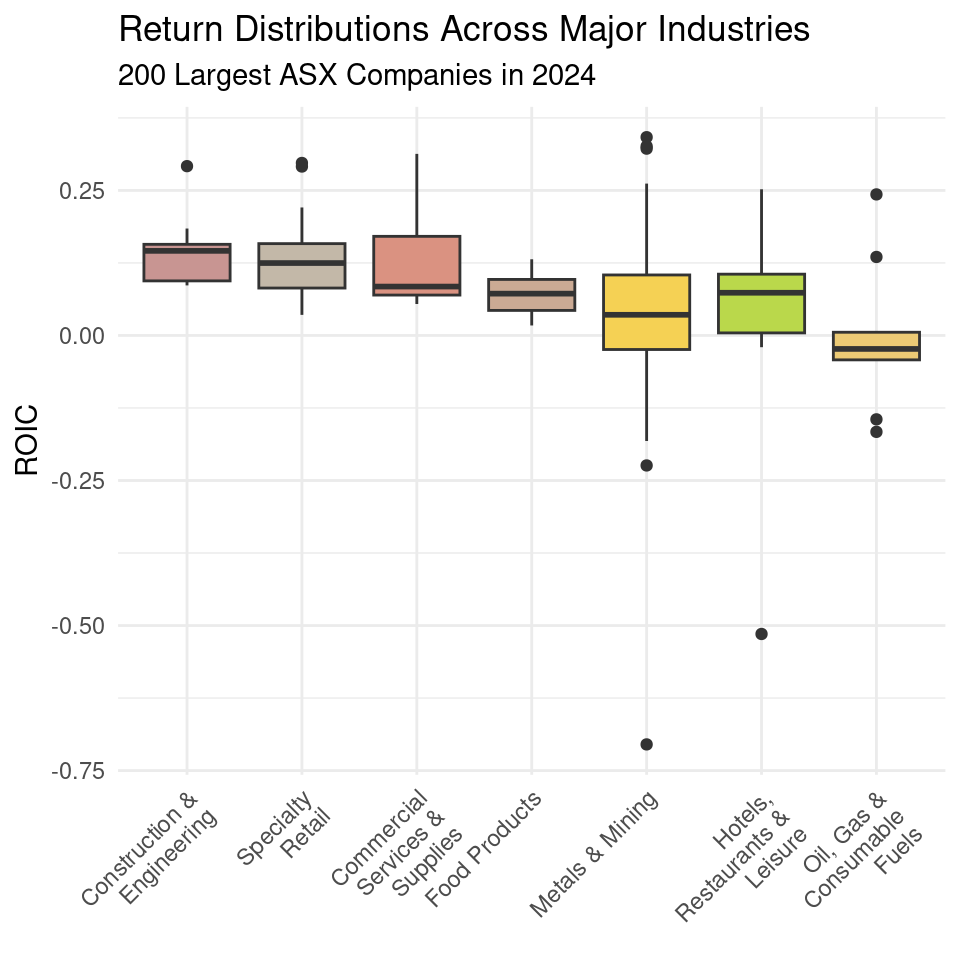 Return Distributions Across Major Industries
200 Largest ASX Companies in 2024
ROIC
0.25
0.00
-0.25
-0.50
-0.75
Construction &
Engineering
Specialty
Retail
Commercial
Services &
Supplies
Food Products
Metals & Mining
Hotels,
Restaurants &
Leisure
Oil, Gas &
Consumable
Fuels